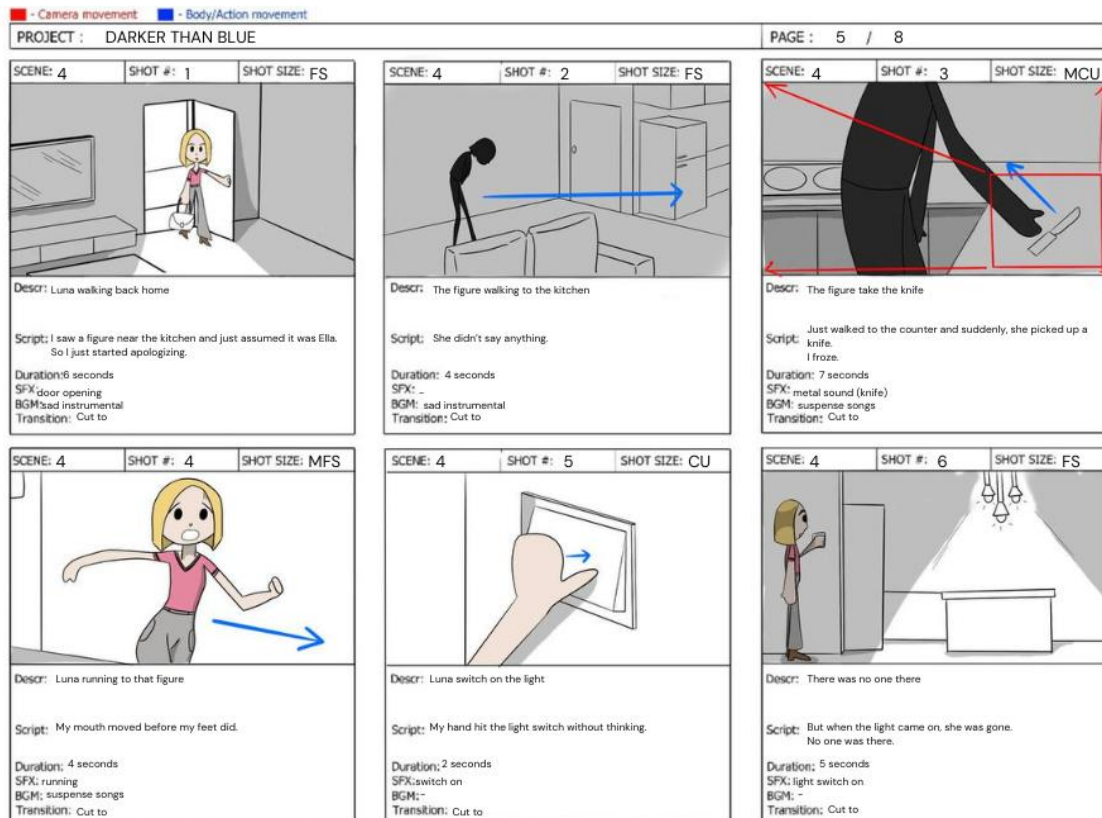 - Camera movement - Body/Action movement
PROJECT : DARKER THAN BLUE PAGE : 5 / 8
SCENE: 4 SHOT #: 1 SHOT SIZE: FS
Descr: Luna walking back home
Script: I saw a figure near the kitchen and just assumed it was Ella.
So I just started apologizing.
Duration: 6 seconds
SFX: door opening
BGM: sad instrumental
Transition: Cut to
SCENE: 4 SHOT #: 2 SHOT SIZE: FS
Descr: The figure walking to the kitchen
Script: She didn't say anything.
Duration: 4 seconds
SFX: -
BGM: sad instrumental
Transition: Cut to
SCENE: 4 SHOT #: 3 SHOT SIZE: MCU
Descr: The figure take the knife
Script: Just walked to the counter and suddenly, she picked up a
knife.
I froze.
Duration: 7 seconds
SFX: metal sound (knife)
BGM: suspense songs
Transition: Cut to
SCENE: 4 SHOT #: 4 SHOT SIZE: MFS
Descr: Luna running to that figure
Script: My mouth moved before my feet did.
Duration: 4 seconds
SFX: running
BGM: suspense songs
Transition: Cut to
SCENE: 4 SHOT #: 5 SHOT SIZE: CU
Descr: Luna switch on the light
Script: My hand hit the light switch without thinking.
Duration: 2 seconds
SFX: switch on
BGM: -
Transition: Cut to
SCENE: 4 SHOT #: 6 SHOT SIZE: FS
Descr: There was no one there
Script: But when the light came on, she was gone.
No one was there.
Duration: 5 seconds
SFX: light switch on
BGM: -
Transition: Cut to